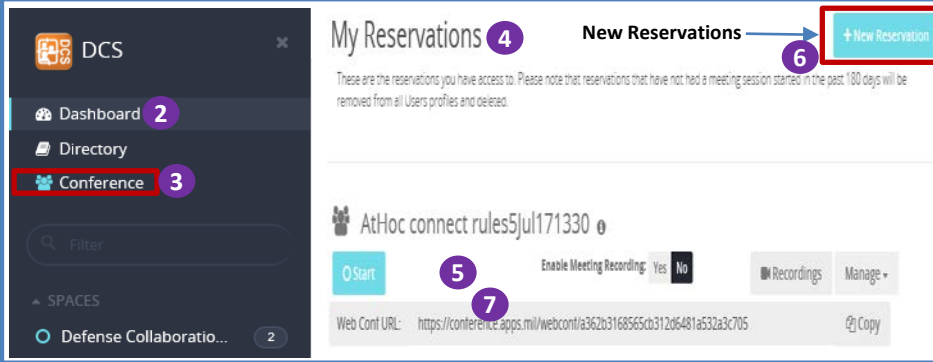 DCS DCS ×
Dashboard 2
Directory
Conference 3
Filter
SPACES
Defense Collaboratio... 2
My Reservations 4
New Reservations
6
+ New Reservation
These are the reservations you have access to. Please note that reservations that have not had a meeting session started in the past 180 days will be
removed from all Users profiles and deleted.
AtHoc connect rules5Jul171330
Start
5
Enable Meeting Recording: Yes No
Recordings
Manage
7
Web Conf URL: https://conference.apps.mil/webconf/a362b3168565cb312d6481a532a3c705
Copy